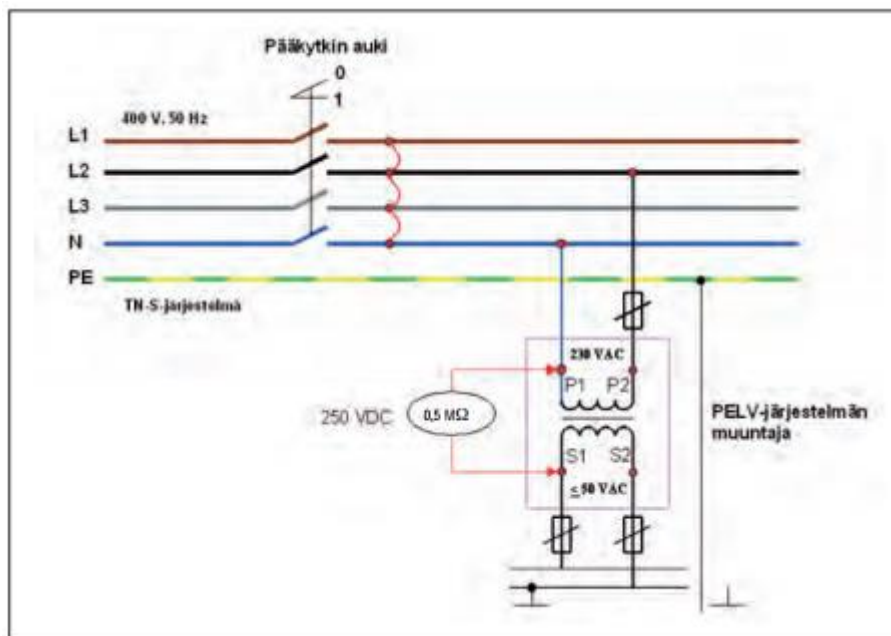 Pääkytkin auki
0
1
400 V, 50 Hz
L1
L2
L3
N
PE
TN-S-järjestelmä
230 VAC
P1 P2
250 VDC
0,5 MΩ
PELV-järjestelmän
muuntaja
S1 S2
≤ 50 VAC